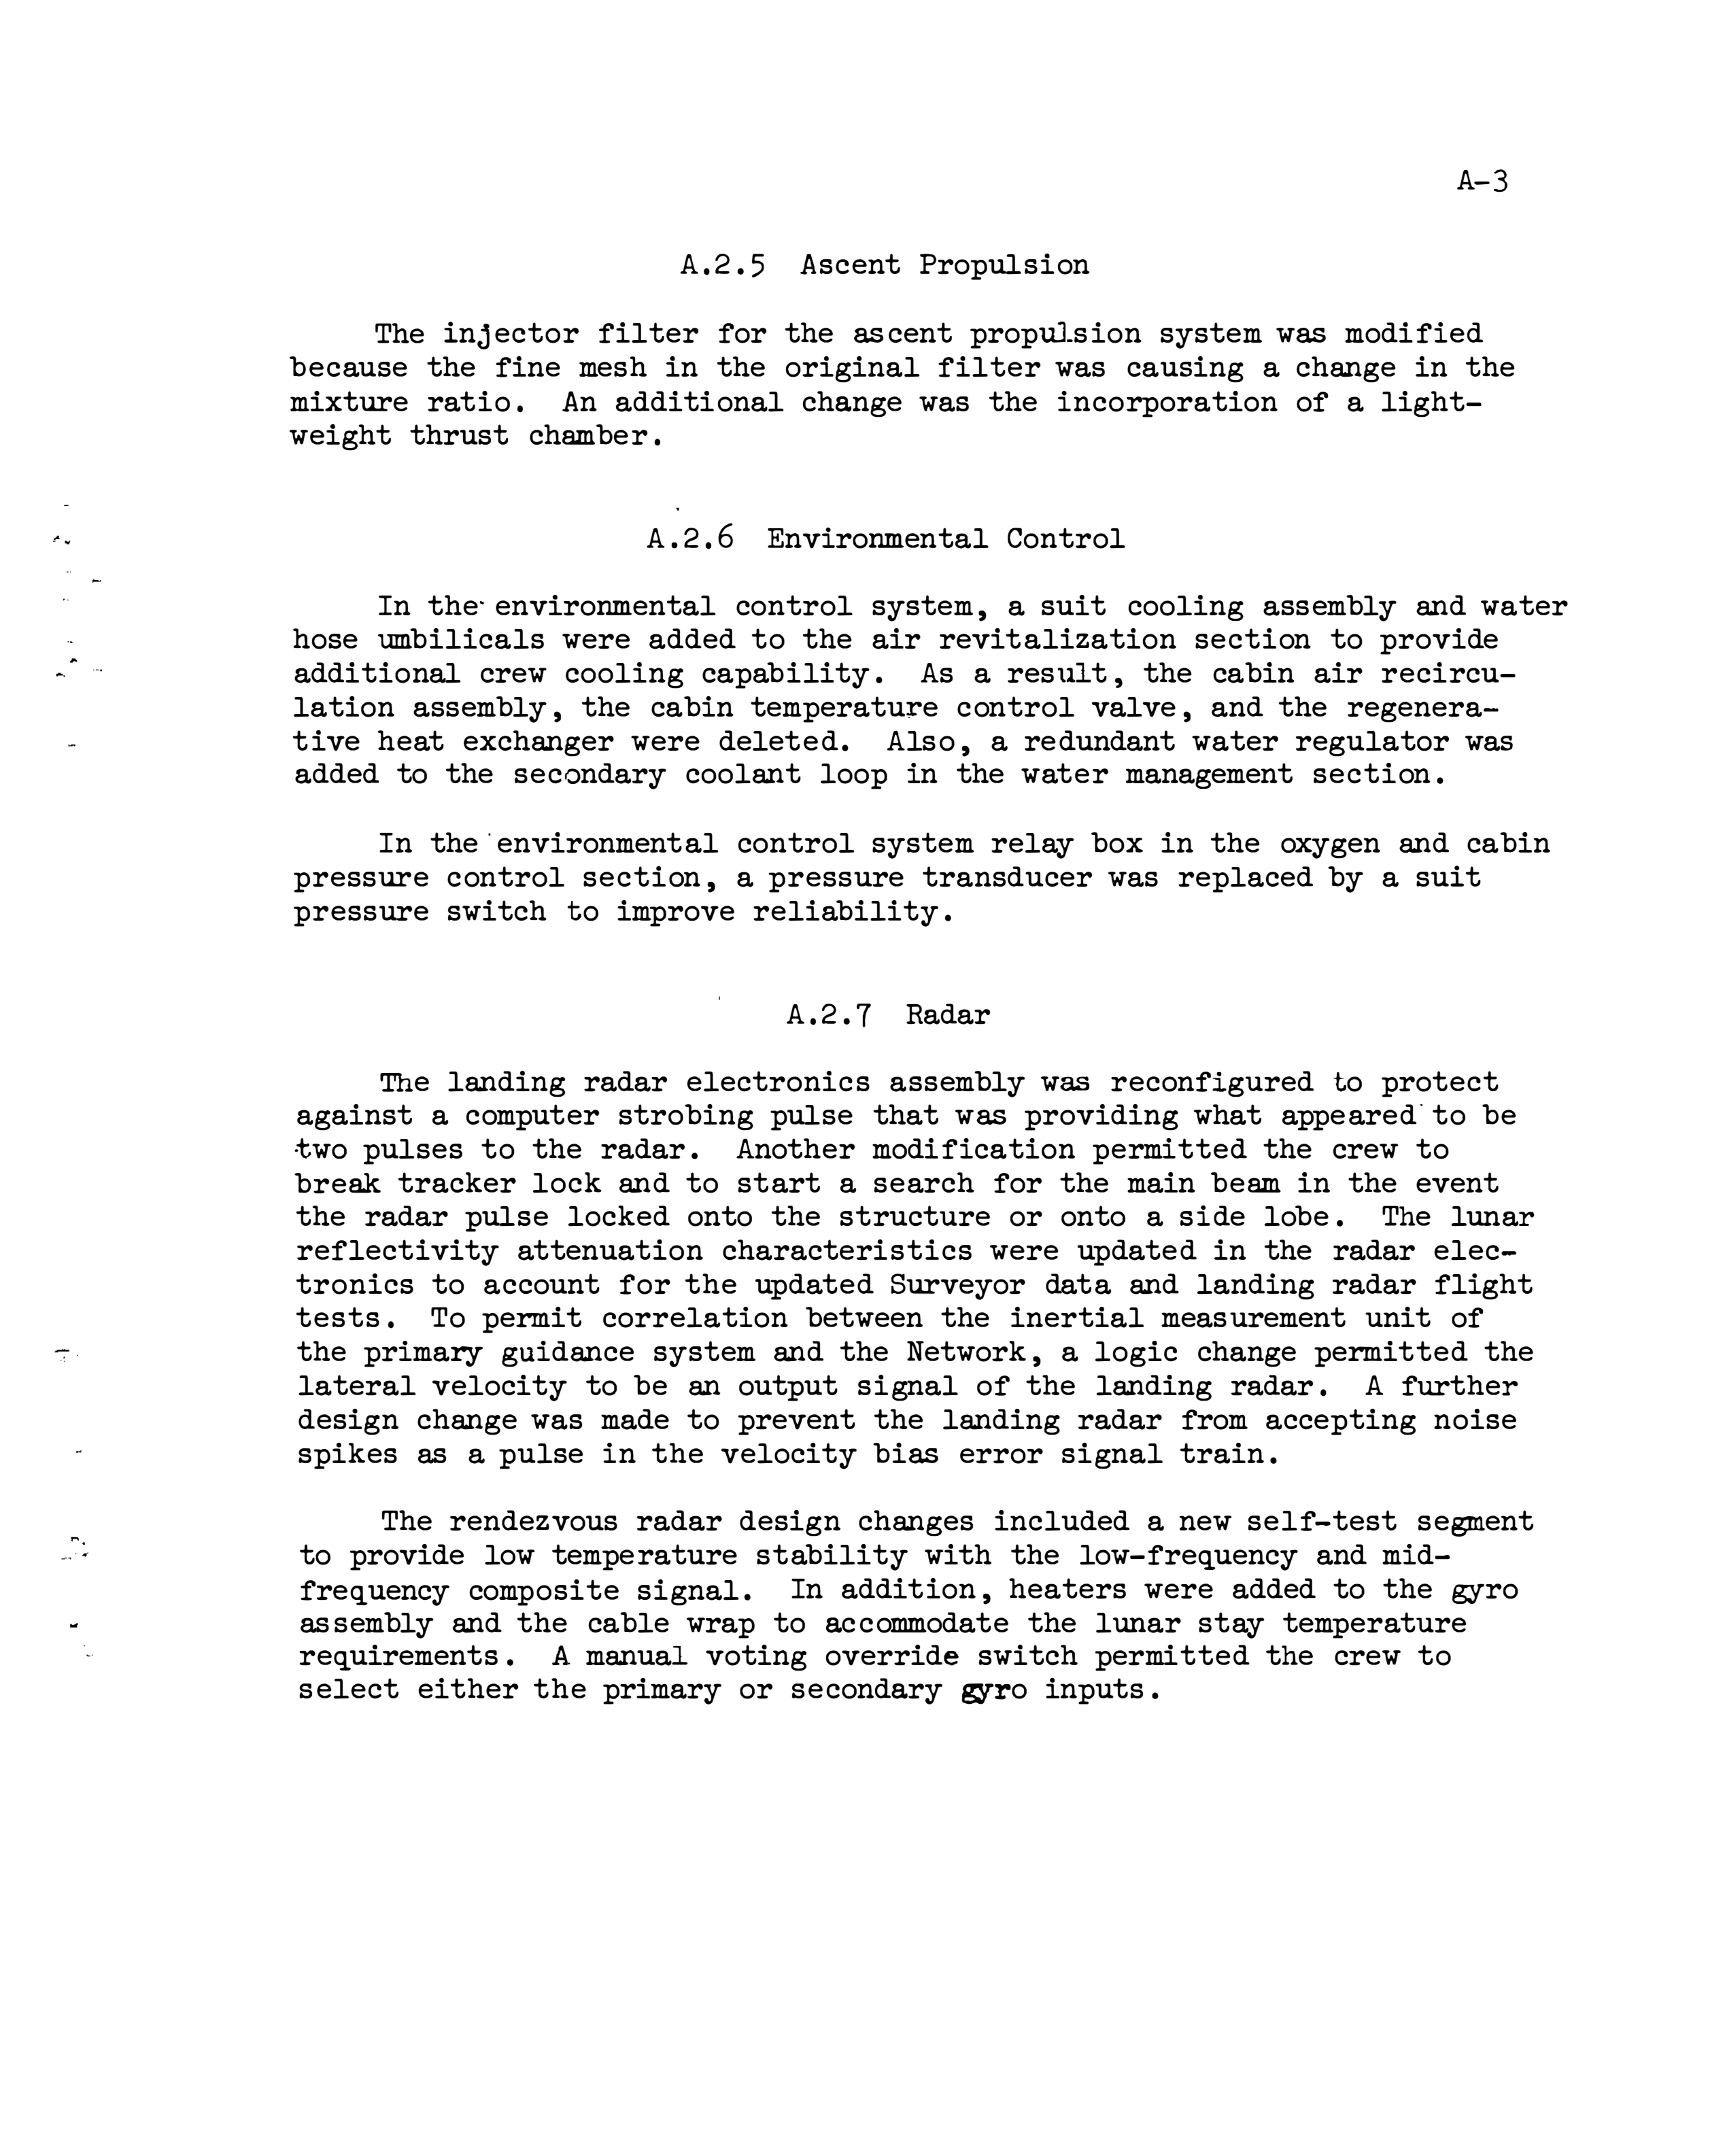 A-3
A.2.5 Ascent Propulsion
The injector filter for the ascent propulsion system was modified
because the fine mesh in the original filter was causing a change in the
mixture ratio. An additional change was the incorporation of a light-
weight thrust chamber.
A.2.6 Environmental Control
In the environmental control system, a suit cooling assembly and water
hose umbilicals were added to the air revitalization section to provide
additional crew cooling capability. As a result, the cabin air recircu-
lation assembly, the cabin temperature control valve, and the regenera-
tive heat exchanger were deleted. Also, a redundant water regulator was
added to the secondary coolant loop in the water management section.
In the environmental control system relay box in the oxygen and cabin
pressure control section, a pressure transducer was replaced by a suit
pressure switch to improve reliability.
A.2.7 Radar
The landing radar electronics assembly was reconfigured to protect
against a computer strobing pulse that was providing what appeared to be
two pulses to the radar. Another modification permitted the crew to
break tracker lock and to start a search for the main beam in the event
the radar pulse locked onto the structure or onto a side lobe. The lunar
reflectivity attenuation characteristics were updated in the radar elec-
tronics to account for the updated Surveyor data and landing radar flight
tests. To permit correlation between the inertial measurement unit of
the primary guidance system and the Network, a logic change permitted the
lateral velocity to be an output signal of the landing radar. A further
design change was made to prevent the landing radar from accepting noise
spikes as a pulse in the velocity bias error signal train.
The rendezvous radar design changes included a new self-test segment
to provide low temperature stability with the low-frequency and mid-
frequency composite signal. In addition, heaters were added to the gyro
assembly and the cable wrap to accommodate the lunar stay temperature
requirements. A manual voting override switch permitted the crew to
select either the primary or secondary gyro inputs.